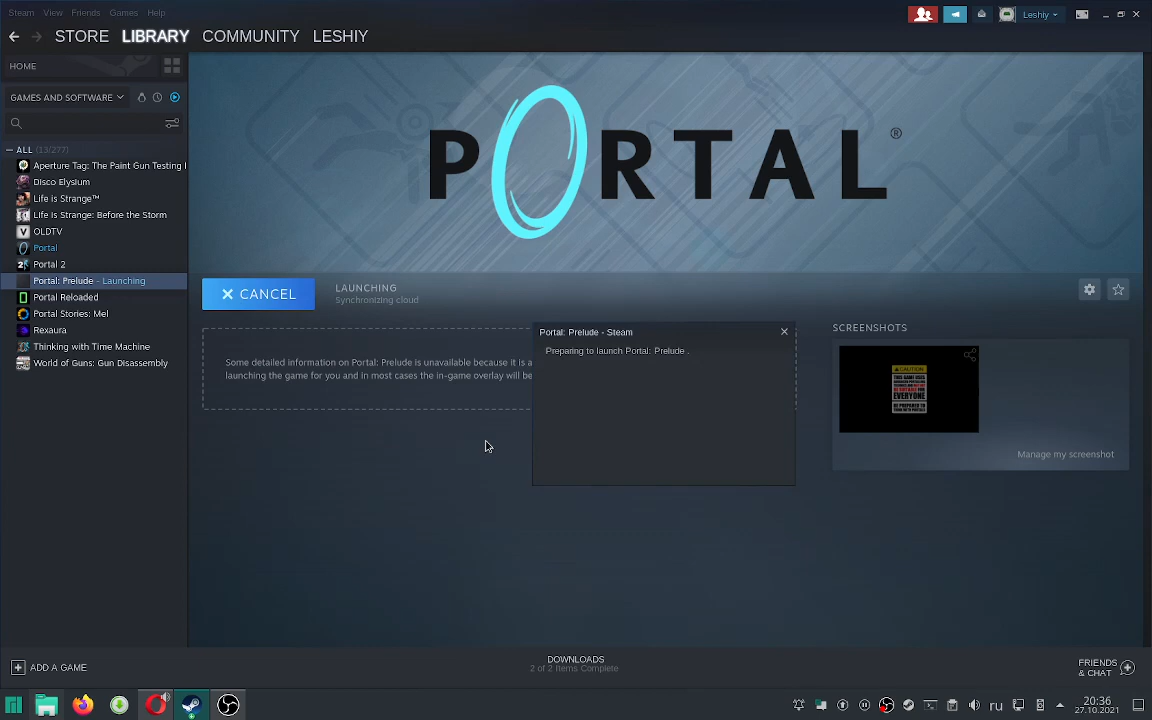 Steam View Friends Games Help
Leshiy
STORE LIBRARY COMMUNITY LESHIY
HOME
GAMES AND SOFTWARE
ALL (13/277)
Aperture Tag: The Paint Gun Testing I
Disco Elysium
Life is Strange™
Life is Strange: Before the Storm
OLDTV
Portal
Portal 2
Portal: Prelude - Launching
Portal Reloaded
Portal Stories: Mel
Rexaura
Thinking with Time Machine
World of Guns: Gun Disassembly
PORTAL®
CANCEL
LAUNCHING
Synchronizing cloud
Some detailed information on Portal: Prelude is unavailable because it is a
launching the game for you and in most cases the in-game overlay will be
Portal: Prelude - Steam
Preparing to launch Portal: Prelude .
SCREENSHOTS
CAUTION
EVERYONE
Manage my screenshot
ADD A GAME
DOWNLOADS
2 of 2 Items Complete
FRIENDS
& CHAT
ru
20:36
27.10.2021